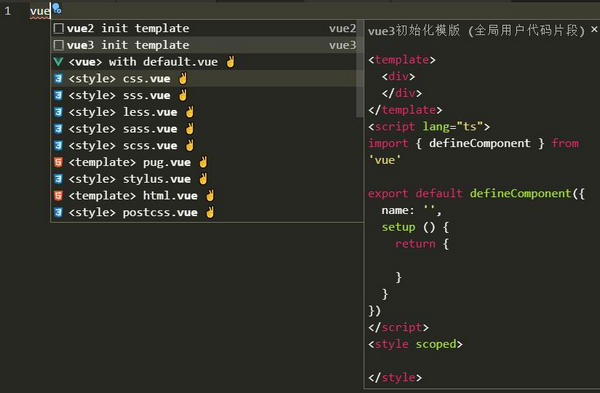 1 vue
vue2 init template vue2
vue3 init template vue3
<vue> with default.vue ✌
<style> css.vue ✌
<style> sss.vue ✌
<style> less.vue ✌
<style> sass.vue ✌
<style> scss.vue ✌
<template> pug.vue ✌
<style> stylus.vue ✌
<template> html.vue ✌
<style> postcss.vue ✌
vue3初始化模版 (全局用户代码片段) ×
<template>
<div>
</div>
</template>
<script lang="ts">
import { defineComponent } from
'vue'
export default defineComponent({
name: '',
setup () {
return {
}
}
})
</script>
<style scoped>
</style>